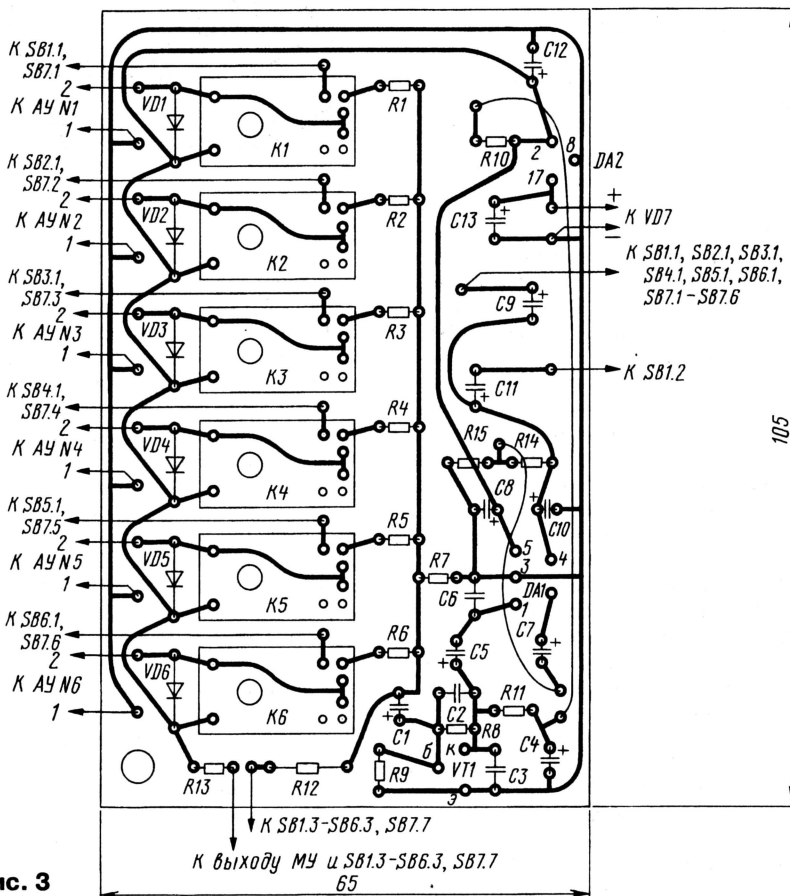 К SB1.1,
SB7.1
2
К АУ N1
1
VD1
K1
R1
К SB2.1,
SB7.2
2
К АУ N2
1
VD2
K2
R2
К SB3.1,
SB7.3
2
К АУ N3
1
VD3
K3
R3
К SB4.1,
SB7.4
2
К АУ N4
1
VD4
K4
R4
К SB5.1,
SB7.5
2
К АУ N5
1
VD5
K5
R5
К SB6.1,
SB7.6
2
К АУ N6
1
VD6
K6
R6
C12
+
R10
2
8
DA2
17
+
C13
+
К VD7
−
К SB1.1, SB2.1, SB3.1,
SB4.1, SB5.1, SB6.1,
SB7.1−SB7.6
C9
+
C11
+
К SB1.2
R15
R14
C8
+
+
C10
5
4
3
R7
C6
DA1
1
C7
+
C5
+
C1
+
C2
R11
R8
C4
+
б
к
VT1
C3
R9
э
R13
R12
К SB1.3−SB6.3, SB7.7
К выходу МУ и SB1.3−SB6.3, SB7.7
65
105
ис. 3